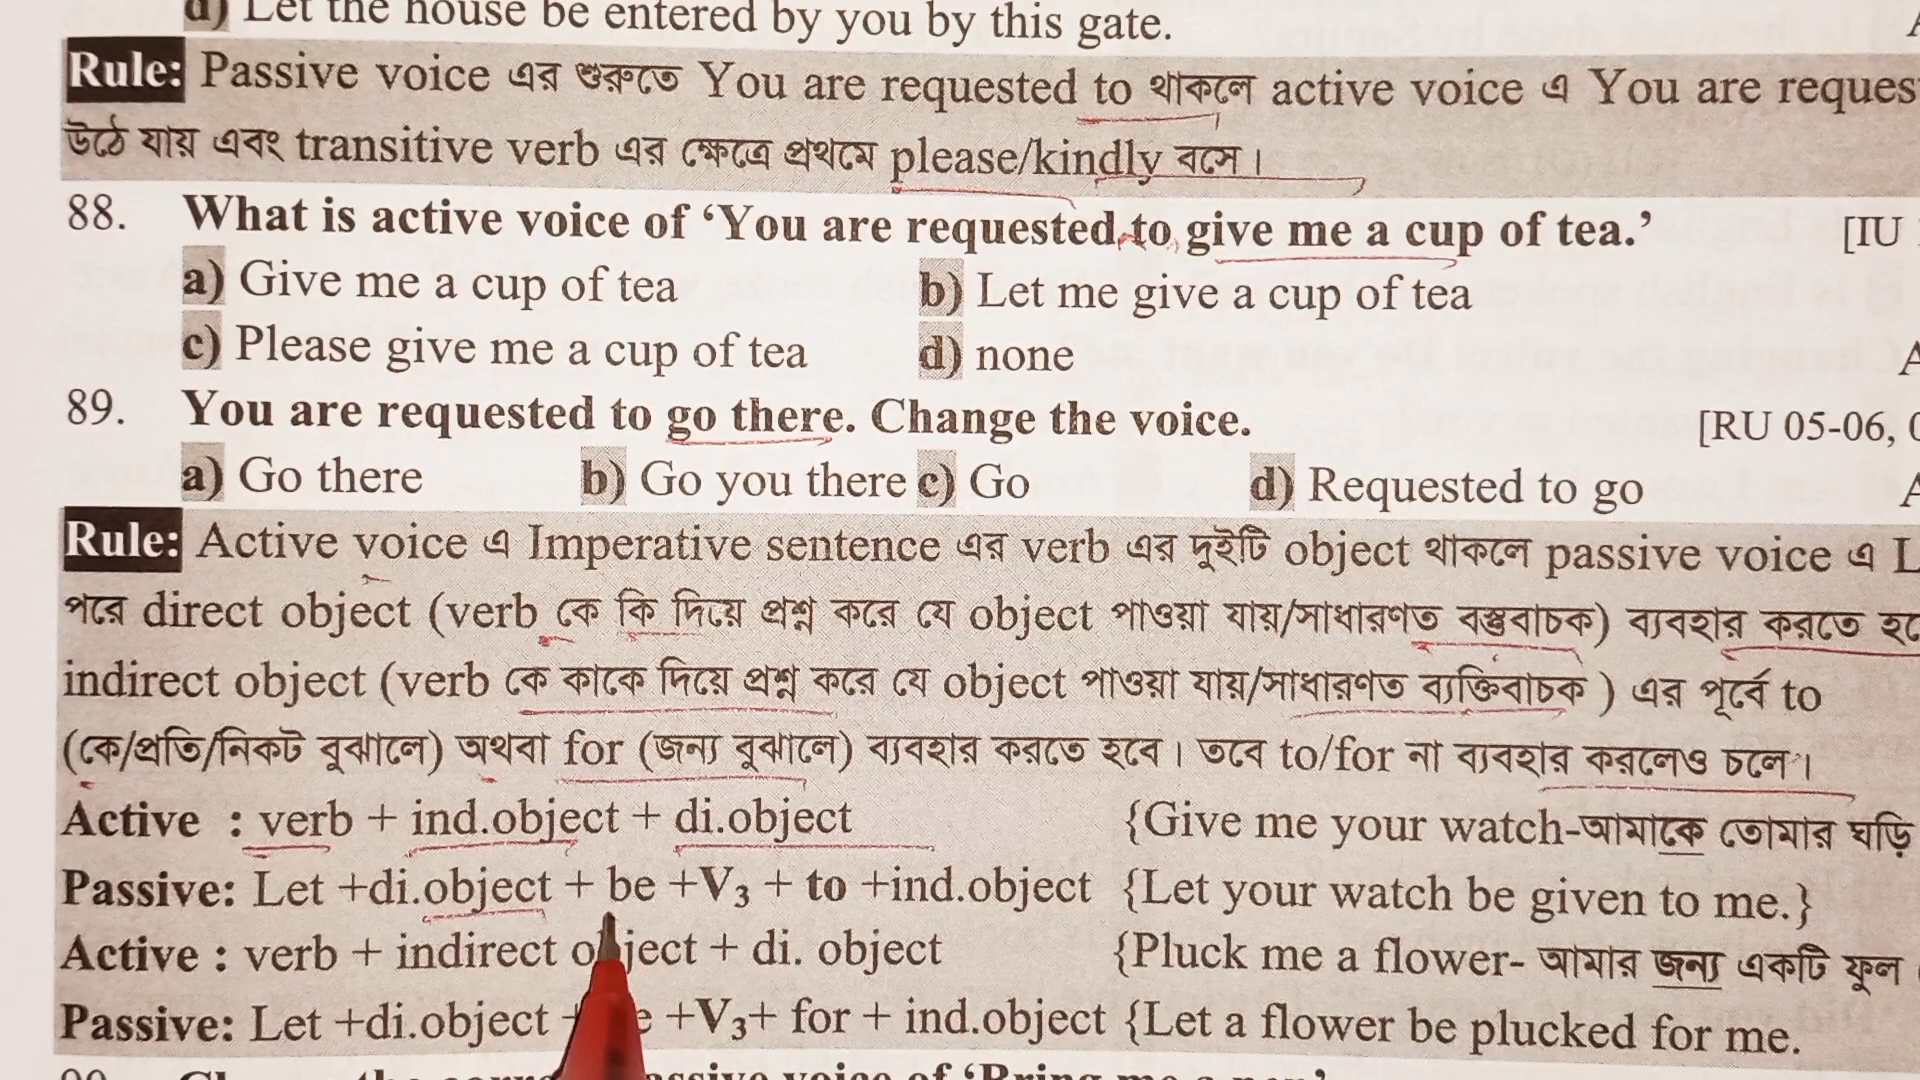 d) Let the house be entered by you by this gate.
Rule: Passive voice এর শুরুতে You are requested to থাকলে active voice এ You are reques
উঠে যায় এবং transitive verb এর ক্ষেত্রে প্রথমে please/kindly বসে।
88. What is active voice of ‘You are requested to give me a cup of tea.’ [IU
a) Give me a cup of tea b) Let me give a cup of tea
c) Please give me a cup of tea d) none
89. You are requested to go there. Change the voice. [RU 05-06, 0
a) Go there b) Go you there c) Go d) Requested to go
Rule: Active voice এ Imperative sentence এর verb এর দুইটি object থাকলে passive voice এ L
পরে direct object (verb কে কি দিয়ে প্রশ্ন করে যে object পাওয়া যায়/সাধারণত বস্তুবাচক) ব্যবহার করতে হবে
indirect object (verb কে কাকে দিয়ে প্রশ্ন করে যে object পাওয়া যায়/সাধারণত ব্যক্তিবাচক ) এর পূর্বে to
(কে/প্রতি/নিকট বুঝালে) অথবা for (জন্য বুঝালে) ব্যবহার করতে হবে। তবে to/for না ব্যবহার করলেও চলে।
Active : verb + ind.object + di.object {Give me your watch-আমাকে তোমার ঘড়ি
Passive: Let +di.object + be +V₃ + to +ind.object {Let your watch be given to me.}
Active : verb + indirect object + di. object {Pluck me a flower- আমার জন্য একটি ফুল
Passive: Let +di.object + e +V₃+ for + ind.object {Let a flower be plucked for me.